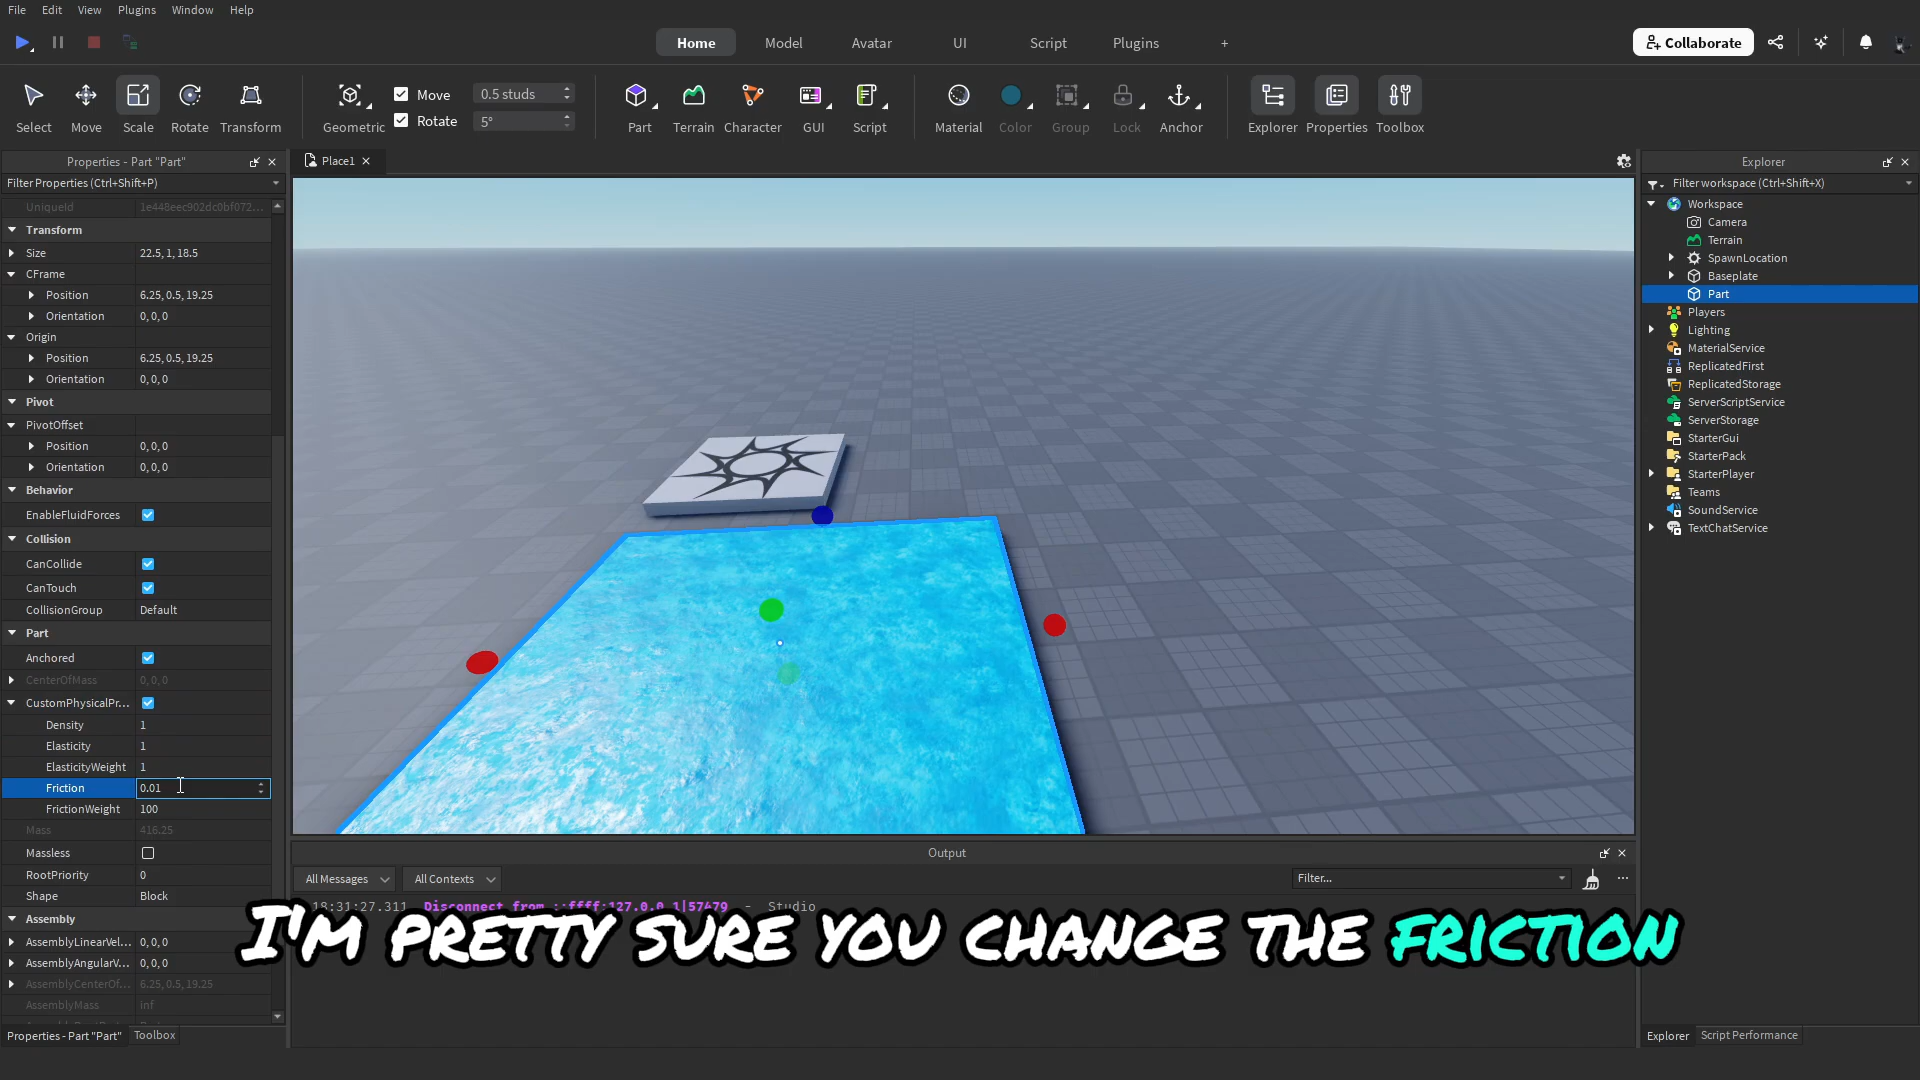 File Edit View Plugins Window Help
Home Model Avatar UI Script Plugins +
Collaborate
Select Move Scale Rotate Transform
Geometric
Move 0.5 studs
Rotate 5°
Part Terrain Character GUI Script
Material Color Group Lock Anchor
Explorer Properties Toolbox
Properties - Part "Part"
Filter Properties (Ctrl+Shift+P)
UniqueId 1e448eec902dc0bf072...
Transform
Size 22.5, 1, 18.5
CFrame
Position 6.25, 0.5, 19.25
Orientation 0, 0, 0
Origin
Position 6.25, 0.5, 19.25
Orientation 0, 0, 0
Pivot
PivotOffset
Position 0, 0, 0
Orientation 0, 0, 0
Behavior
EnableFluidForces
Collision
CanCollide
CanTouch
CollisionGroup Default
Part
Anchored
CenterOfMass 0, 0, 0
CustomPhysicalPr...
Density 1
Elasticity 1
ElasticityWeight 1
Friction 0.01
FrictionWeight 100
Mass 416.25
Massless
RootPriority 0
Shape Block
Assembly
AssemblyLinearVel... 0, 0, 0
AssemblyAngularV... 0, 0, 0
AssemblyCenterOf... 6.25, 0.5, 19.25
AssemblyMass inf
Properties - Part "Part" Toolbox
Place1
Output
All Messages All Contexts Filter...
18:31:27.311 Disconnect from ::ffff:127.0.0.1|57479 - Studio
I'M PRETTY SURE YOU CHANGE THE FRICTION
Explorer
Filter workspace (Ctrl+Shift+X)
Workspace
Camera
Terrain
SpawnLocation
Baseplate
Part
Players
Lighting
MaterialService
ReplicatedFirst
ReplicatedStorage
ServerScriptService
ServerStorage
StarterGui
StarterPack
StarterPlayer
Teams
SoundService
TextChatService
Explorer Script Performance